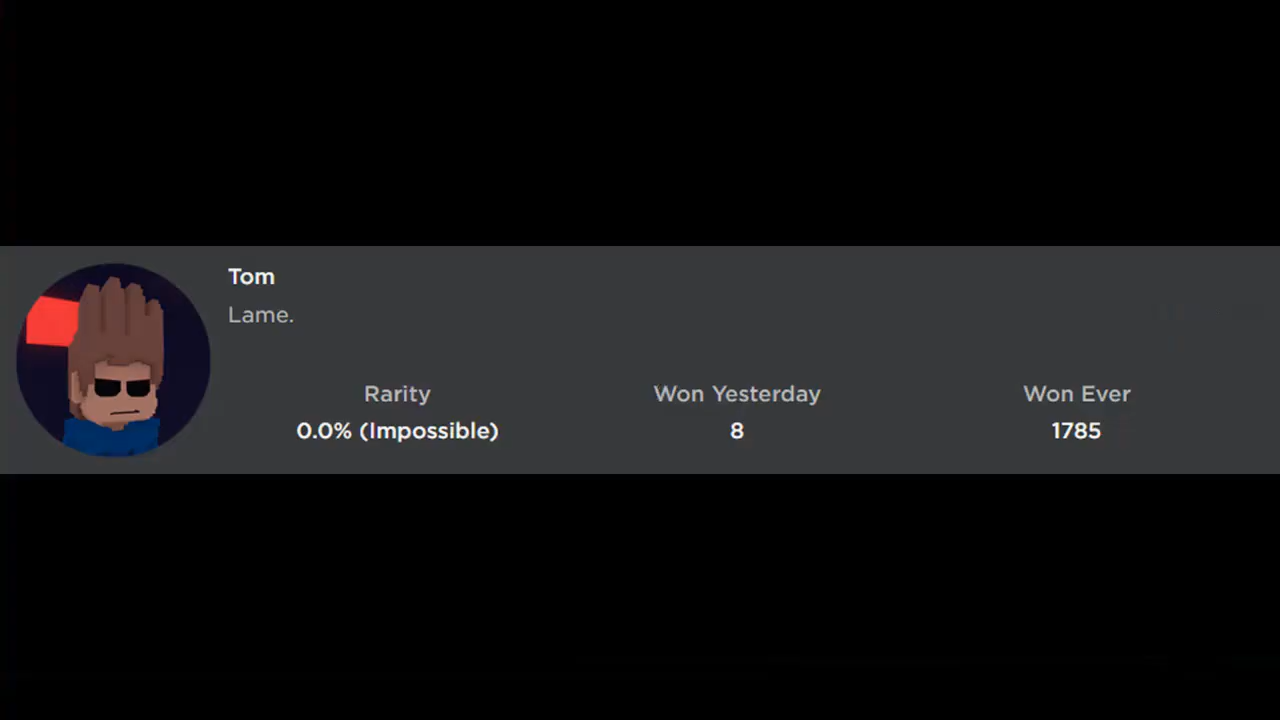 Tom
Lame.
Rarity Won Yesterday Won Ever
0.0% (Impossible) 8 1785